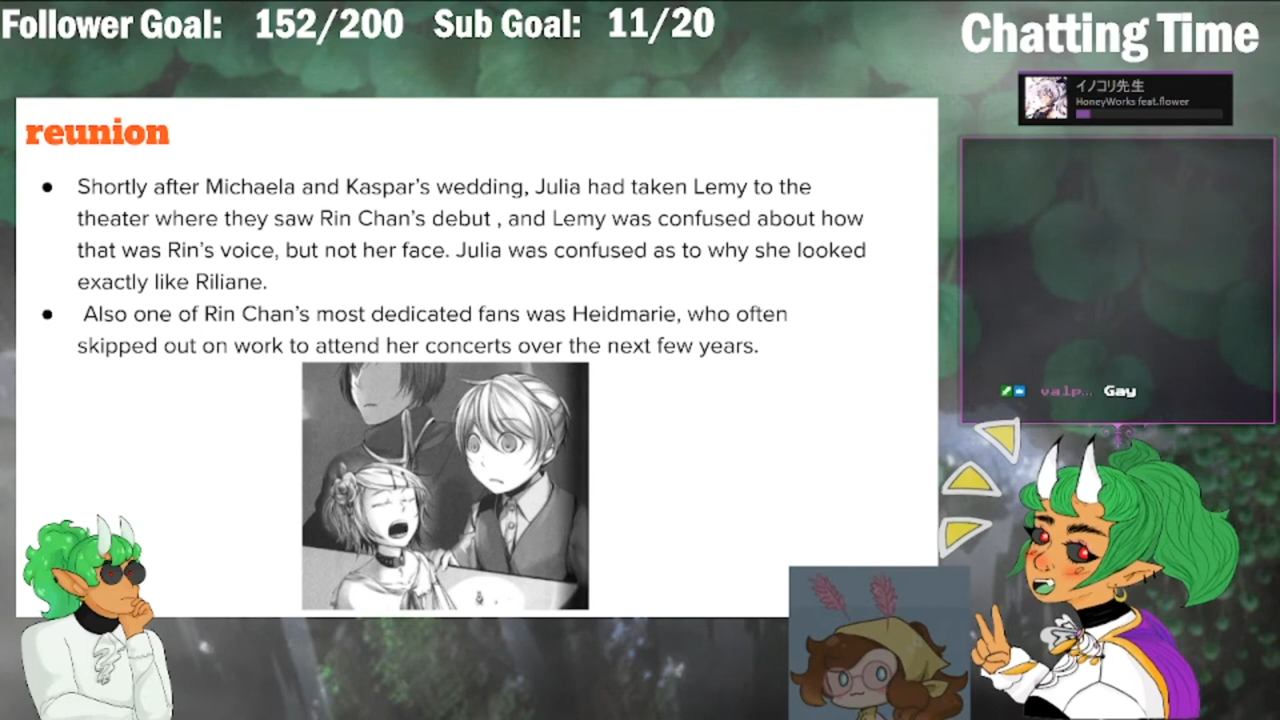 Follower Goal: 152/200 Sub Goal: 11/20
Chatting Time
イノコリ先生
HoneyWorks feat.flower
reunion
● Shortly after Michaela and Kaspar's wedding, Julia had taken Lemy to the
theater where they saw Rin Chan's debut , and Lemy was confused about how
that was Rin's voice, but not her face. Julia was confused as to why she looked
exactly like Riliane.
● Also one of Rin Chan's most dedicated fans was Heidmarie, who often
skipped out on work to attend her concerts over the next few years.
valp... Gay